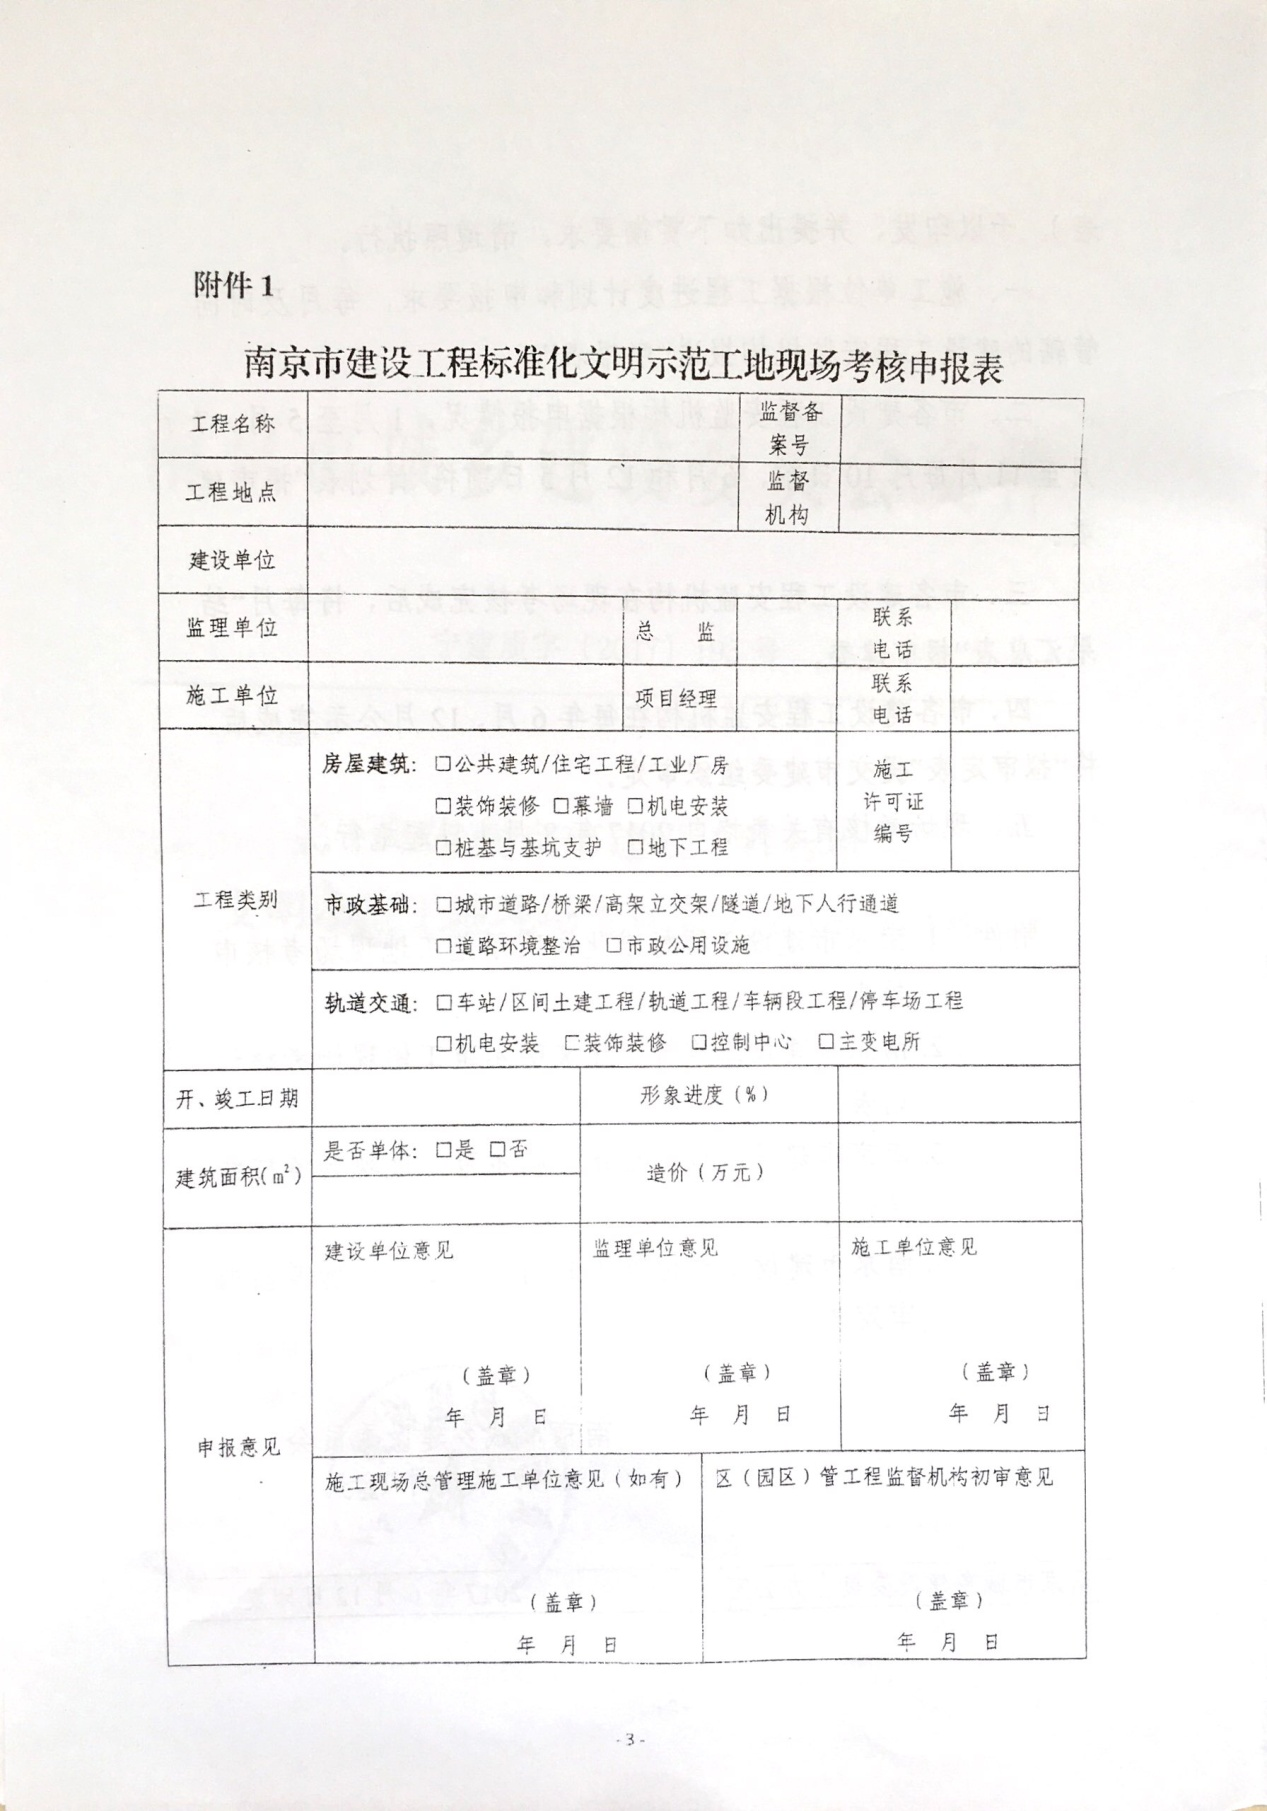 附件1
南京市建设工程标准化文明示范工地现场考核申报表
工程名称
监督备
案号
工程地点
监督
机构
建设单位
监理单位
总 监
联系
电话
施工单位
项目经理
联系
电话
工程类别
房屋建筑：□公共建筑/住宅工程/工业厂房
□装饰装修 □幕墙 □机电安装
□桩基与基坑支护 □地下工程
施工
许可证
编号
市政基础：□城市道路/桥梁/高架立交架/隧道/地下人行通道
□道路环境整治 □市政公用设施
轨道交通：□车站/区间土建工程/轨道工程/车辆段工程/停车场工程
□机电安装 □装饰装修 □控制中心 □主变电所
开、竣工日期
形象进度（%）
建筑面积(m²)
是否单体：□是 □否
造价（万元）
申报意见
建设单位意见
（盖章）
年 月 日
监理单位意见
（盖章）
年 月 日
施工单位意见
（盖章）
年 月 日
施工现场总管理施工单位意见（如有）
（盖章）
年 月 日
区（园区）管工程监督机构初审意见
（盖章）
年 月 日
-3-